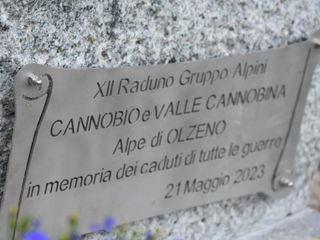 XII Raduno Gruppo Alpini
CANNOBIO e VALLE CANNOBINA
Alpe di OLZENO
in memoria dei caduti di tutte le guerre
21 Maggio 2023